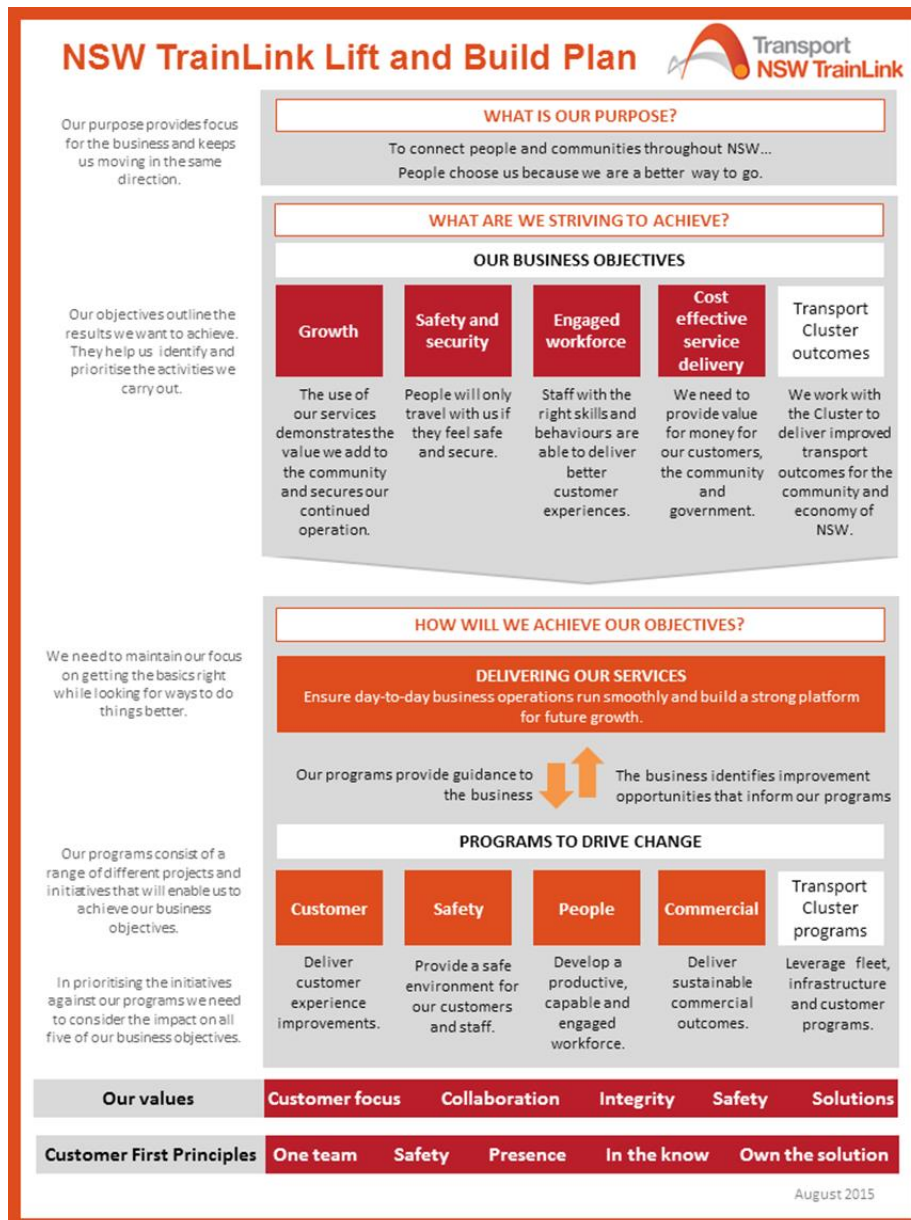 NSW TrainLink Lift and Build Plan
Transport
NSW TrainLink
Our purpose provides focus
for the business and keeps
us moving in the same
direction.
WHAT IS OUR PURPOSE?
To connect people and communities throughout NSW...
People choose us because we are a better way to go.
WHAT ARE WE STRIVING TO ACHIEVE?
OUR BUSINESS OBJECTIVES
Our objectives outline the
results we want to achieve.
They help us identify and
prioritise the activities we
carry out.
Growth
The use of
our services
demonstrates the
value we add to
the community
and secures our
continued
operation.
Safety and
security
People will only
travel with us if
they feel safe
and secure.
Engaged
workforce
Staff with the
right skills and
behaviours are
able to deliver
better
customer
experiences.
Cost
effective
service
delivery
We need to
provide value
for money for
our customers,
the community
and
government.
Transport
Cluster
outcomes
We work with
the Cluster to
deliver improved
transport
outcomes for the
community and
economy of
NSW.
HOW WILL WE ACHIEVE OUR OBJECTIVES?
We need to maintain our focus
on getting the basics right
while looking for ways to do
things better.
DELIVERING OUR SERVICES
Ensure day-to-day business operations run smoothly and build a strong platform
for future growth.
Our programs provide guidance to
the business
The business identifies improvement
opportunities that inform our programs
PROGRAMS TO DRIVE CHANGE
Our programs consist of a
range of different projects and
initiatives that will enable us to
achieve our business
objectives.
In prioritising the initiatives
against our programs we need
to consider the impact on all
five of our business objectives.
Customer
Deliver
customer
experience
improvements.
Safety
Provide a safe
environment for
our customers
and staff.
People
Develop a
productive,
capable and
engaged
workforce.
Commercial
Deliver
sustainable
commercial
outcomes.
Transport
Cluster
programs
Leverage fleet,
infrastructure
and customer
programs.
Our values
Customer focus Collaboration Integrity Safety Solutions
Customer First Principles
One team Safety Presence In the know Own the solution
August 2015